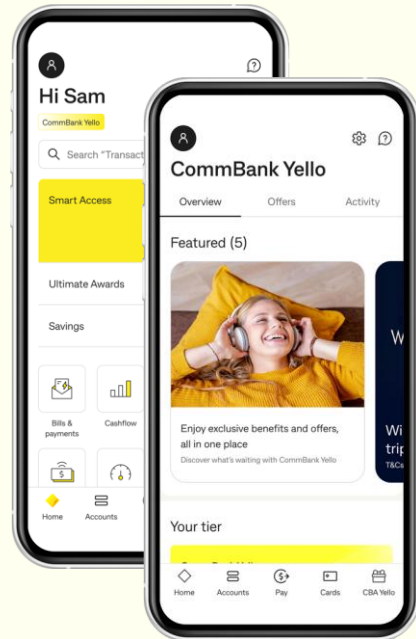 Hi Sam
CommBank Yello
Search "Transact
Smart Access
Ultimate Awards
Savings
Bills &
payments
Cashflow
Home
Accounts
CommBank Yello
Overview
Offers
Activity
Featured (5)
Enjoy exclusive benefits and offers,
all in one place
Discover what's waiting with CommBank Yello
Wi
trip
T&Cs
Your tier
Home
Accounts
Pay
Cards
CBA Yello